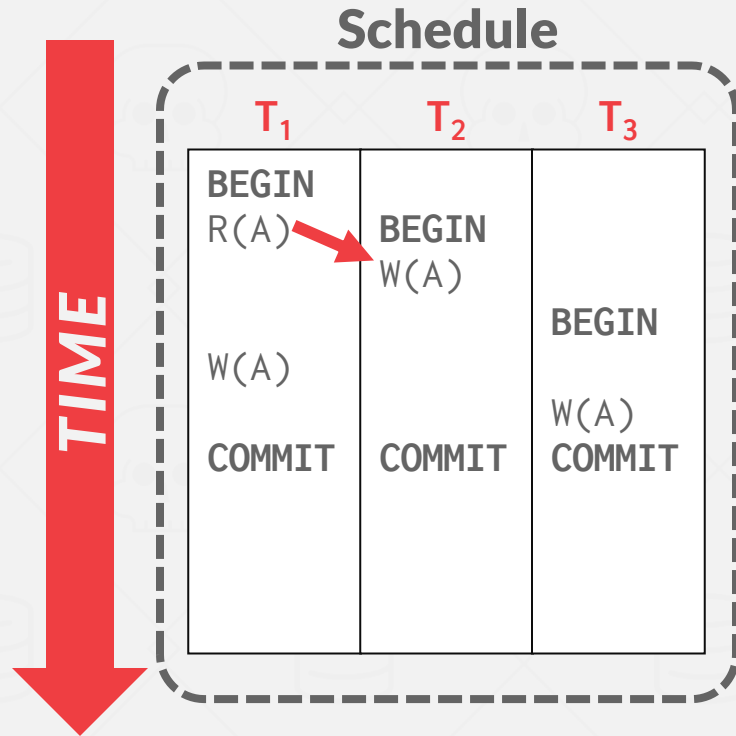 Schedule
TIME
T₁ T₂ T₃
BEGIN
R(A) BEGIN
W(A)
BEGIN
W(A)
W(A)
COMMIT COMMIT COMMIT